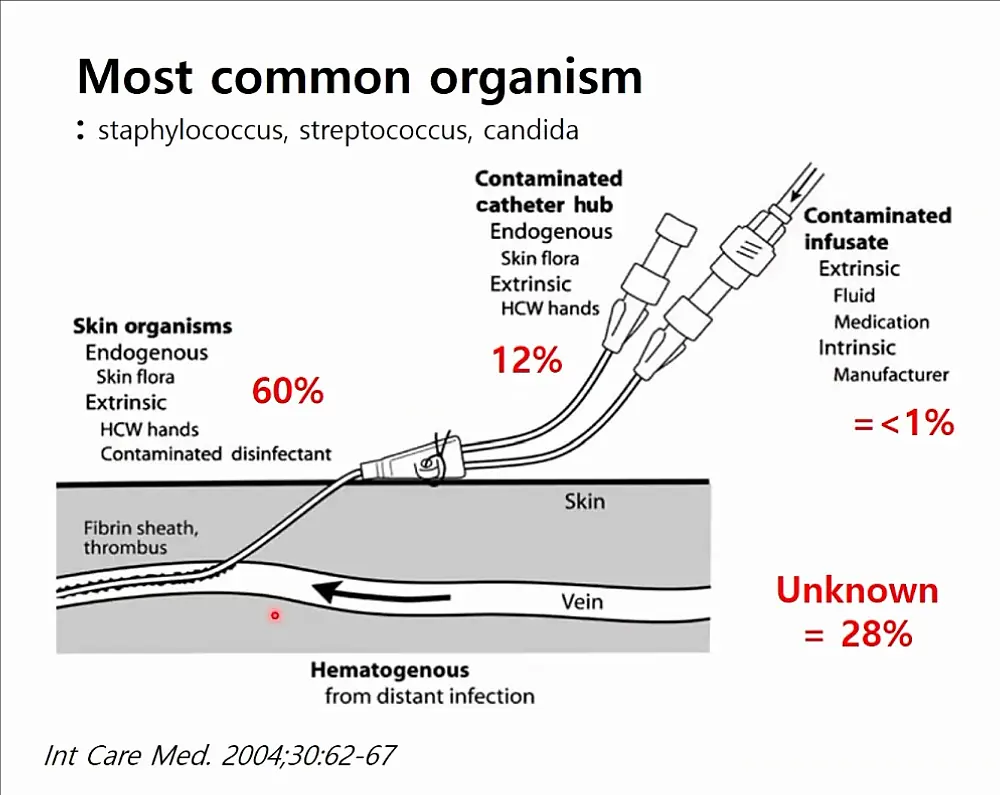 Most common organism
: staphylococcus, streptococcus, candida
Contaminated
catheter hub
Endogenous
Skin flora
Extrinsic
HCW hands
12%
Contaminated
infusate
Extrinsic
Fluid
Medication
Intrinsic
Manufacturer
=<1%
Skin organisms
Endogenous
Skin flora
Extrinsic
HCW hands
Contaminated disinfectant
60%
Skin
Fibrin sheath,
thrombus
Vein
Unknown
= 28%
Hematogenous
from distant infection
Int Care Med. 2004;30:62-67